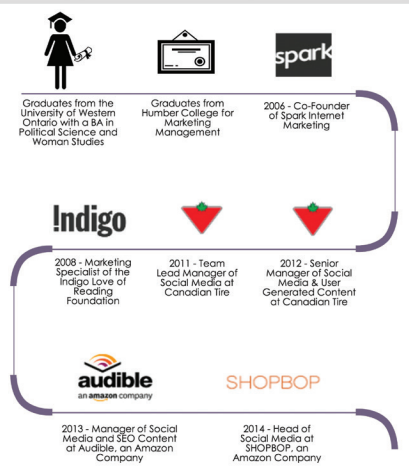 spark
Graduates from the
University of Western
Ontario with a BA in
Political Science and
Woman Studies
Graduates from
Humber College for
Marketing
Management
2006 - Co-Founder
of Spark Internet
Marketing
!ndigo
2008 - Marketing
Specialist of the
Indigo Love of
Reading
Foundation
2011 - Team
Lead Manager of
Social Media at
Canadian Tire
2012 - Senior
Manager of Social
Media & User
Generated Content
at Canadian Tire
audible
an amazon company
SHOPBOP
2013 - Manager of Social
Media and SEO Content
at Audible, an Amazon
Company
2014 - Head of
Social Media at
SHOPBOP, an
Amazon Company